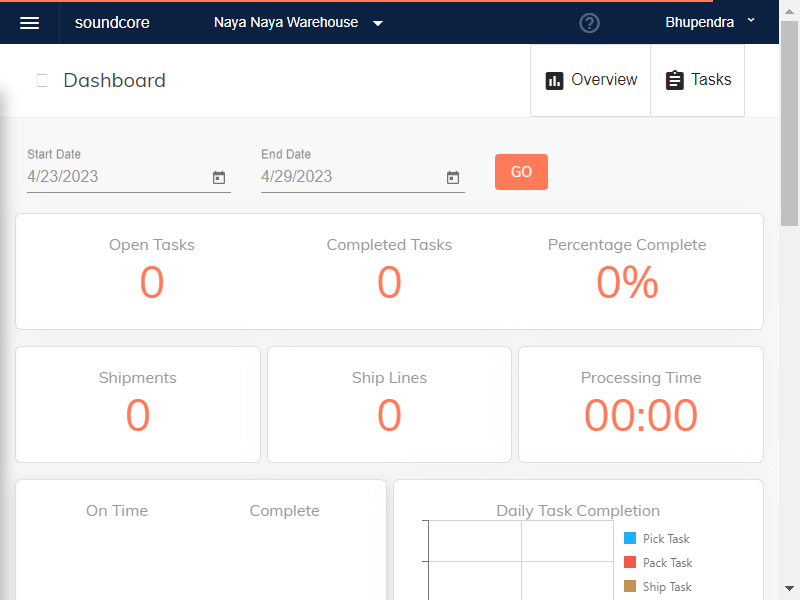 soundcore
Naya Naya Warehouse
Bhupendra
Dashboard
Overview
Tasks
Start Date
4/23/2023
End Date
4/29/2023
GO
Open Tasks
0
Completed Tasks
0
Percentage Complete
0%
Shipments
0
Ship Lines
0
Processing Time
00:00
On Time
Complete
Daily Task Completion
Pick Task
Pack Task
Ship Task